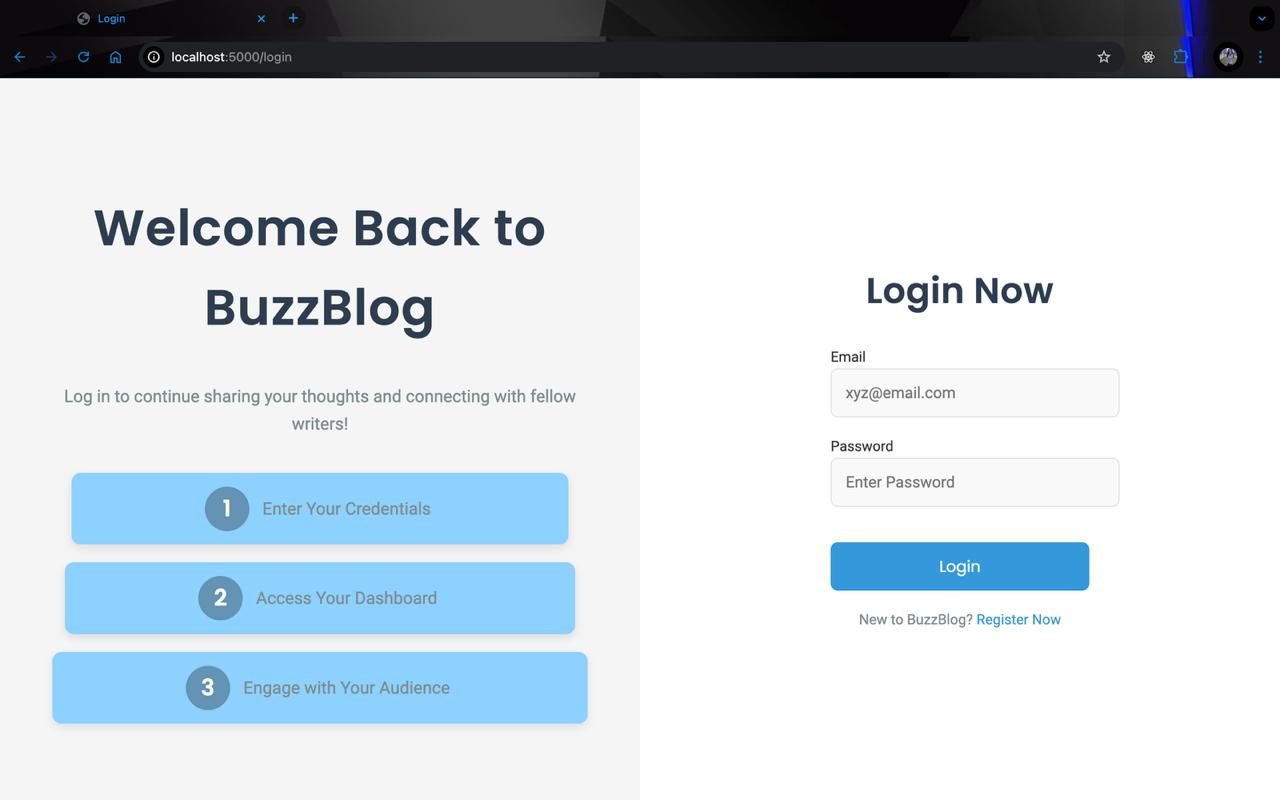 Login
localhost:5000/login
Welcome Back to
BuzzBlog
Log in to continue sharing your thoughts and connecting with fellow
writers!
1 Enter Your Credentials
2 Access Your Dashboard
3 Engage with Your Audience
Login Now
Email
xyz@email.com
Password
Enter Password
Login
New to BuzzBlog? Register Now